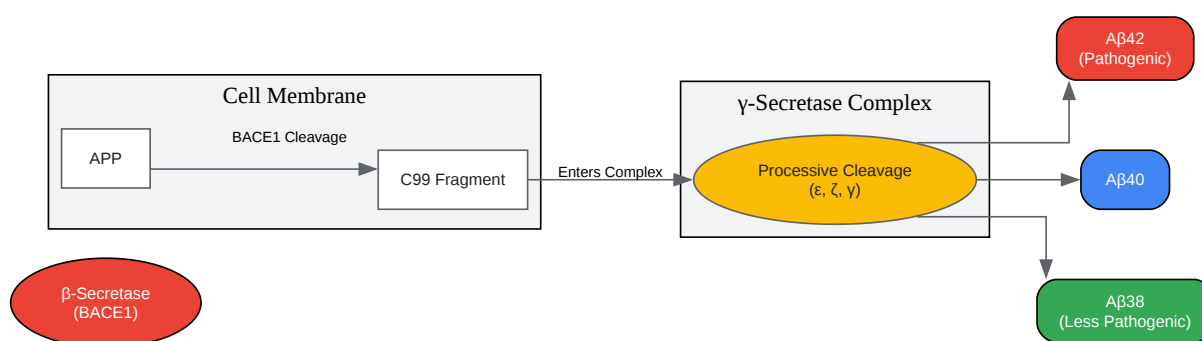 Cell Membrane
APP
BACE1 Cleavage
C99 Fragment
Enters Complex
γ-Secretase Complex
Processive Cleavage
(ε, ζ, γ)
Aβ42
(Pathogenic)
Aβ40
Aβ38
(Less Pathogenic)
β-Secretase
(BACE1)